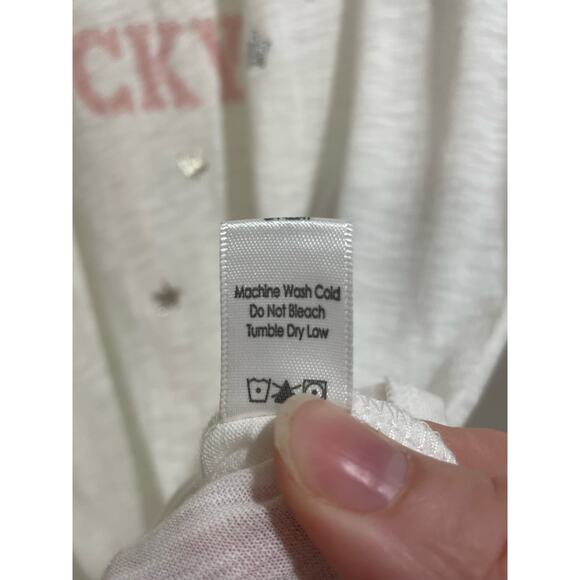 CKY
Machine Wash Cold
Do Not Bleach
Tumble Dry Low